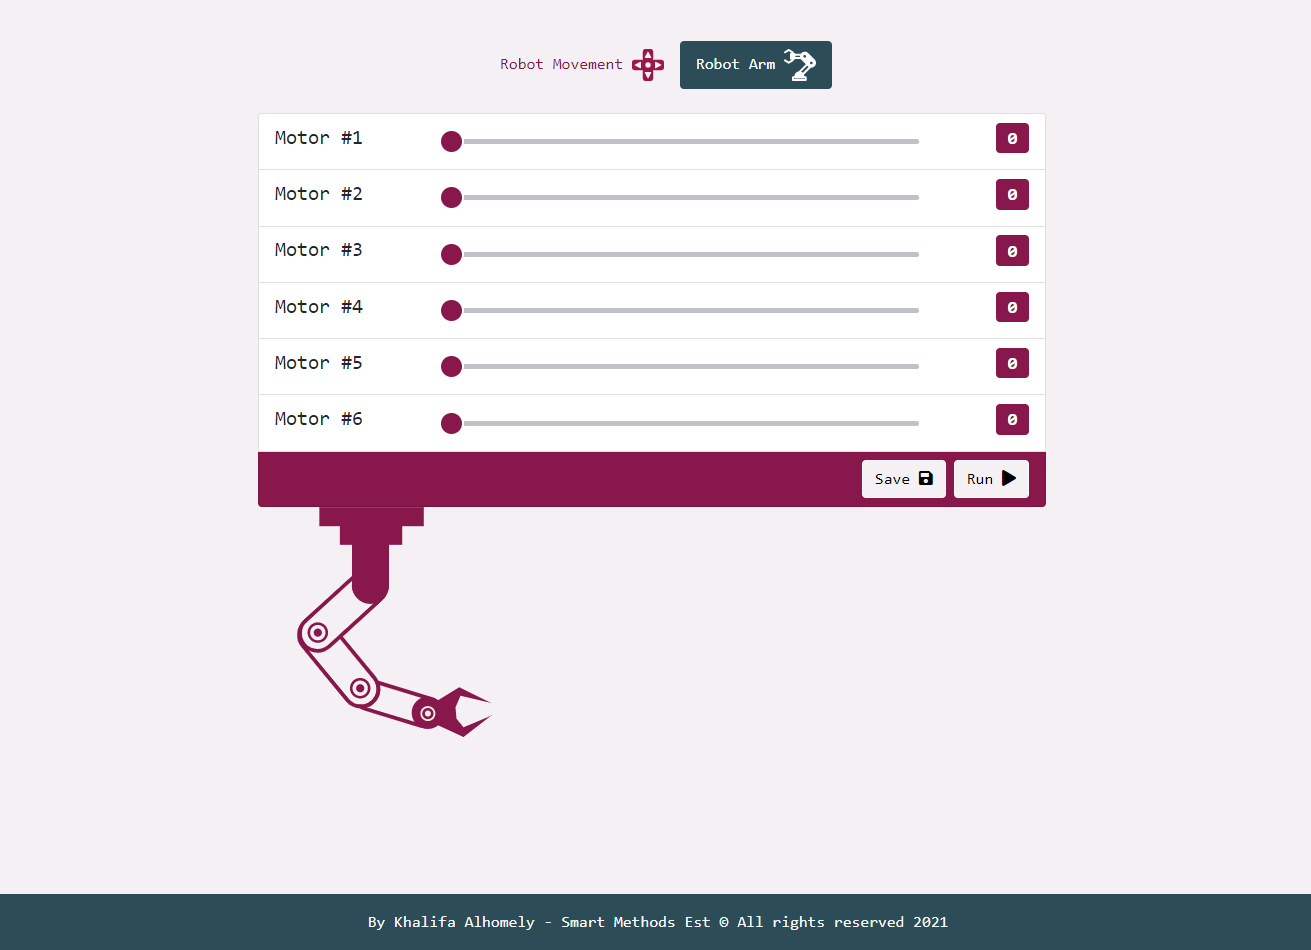 Robot Movement Robot Arm
Motor #1 0
Motor #2 0
Motor #3 0
Motor #4 0
Motor #5 0
Motor #6 0
Save Run
By Khalifa Alhomely - Smart Methods Est © All rights reserved 2021